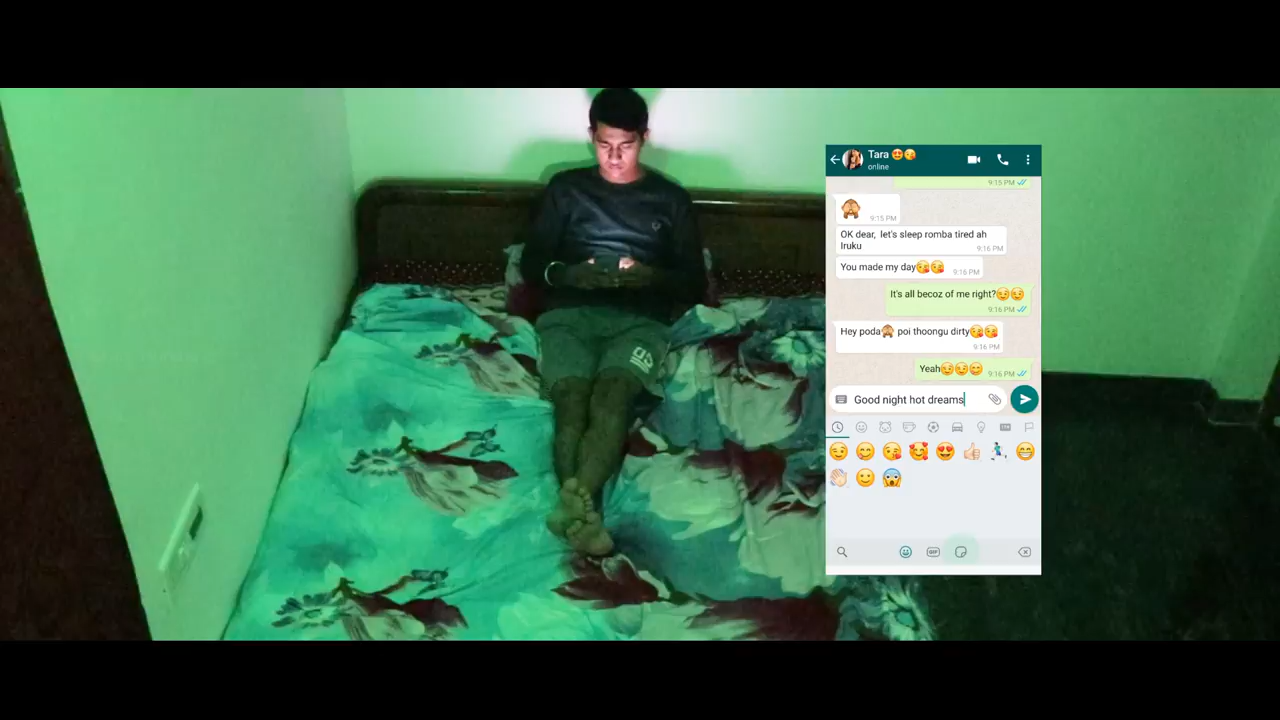 Tara 😍😘
online
9:15 PM
🙈
9:15 PM
OK dear, let's sleep romba tired ah
Iruku
9:16 PM
You made my day😘😘
9:16 PM
It's all becoz of me right?😉😉
9:16 PM
Hey poda🙈 poi thoongu dirty😘😘
9:16 PM
Yeah😉😉😊
9:16 PM
Good night hot dreams
GIF